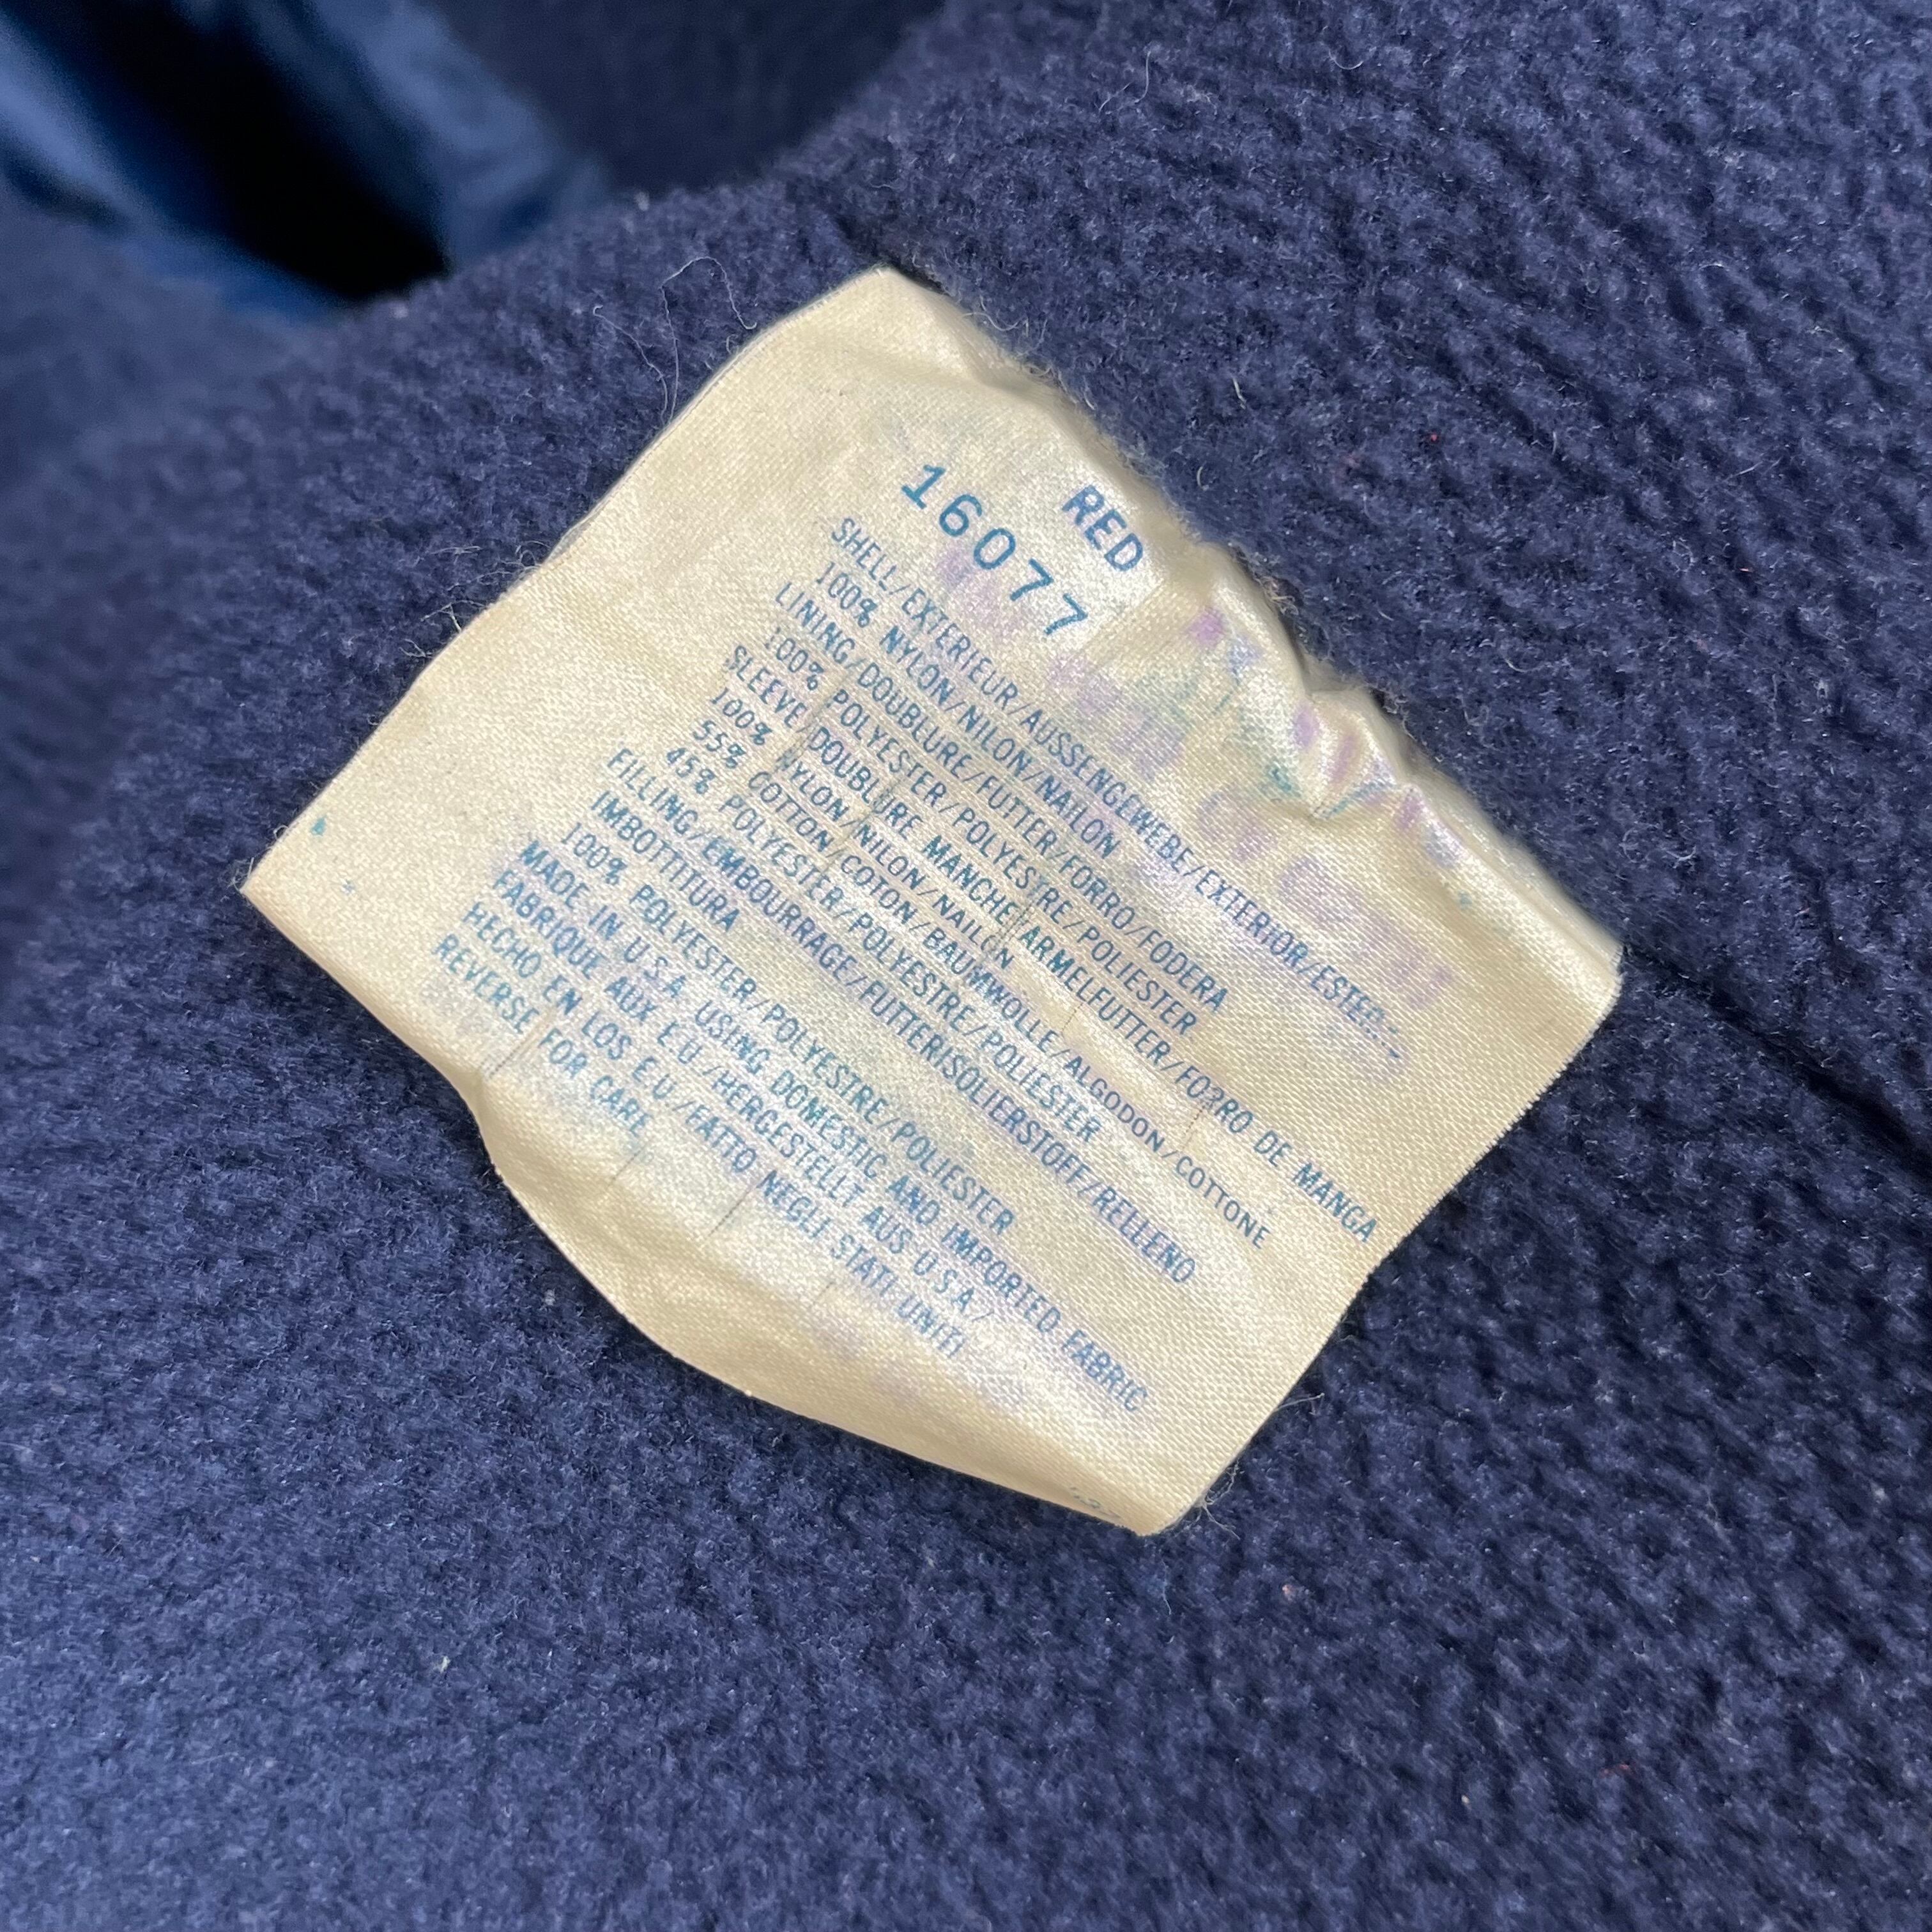 RED
16077
SHELL/EXTERIEUR/AUSSENGEWEBE/EXTERIOR/
100% NYLON/NILON/NAILON
LINING/DOUBLURE/FUTTER/FORRO/FODERA
100% POLYESTER/POLYESTRE/POLIESTER
SLEEVE DOUBLURE MANCHE/ARMELFUTTER/FORRO DE MANGA
100% NYLON/NILON/NAILON
55% COTTON/COTON/BAUMWOLLE/ALGODON/COTTONE
45% POLYESTER/POLYESTRE/POLIESTER
FILLING/EMBOURRAGE/FUTTERISOLIERSTOFF/RELLENO
IMBOTTITURA
100% POLYESTER/POLYESTRE/POLIESTER
MADE IN U.S.A. USING DOMESTIC AND IMPORTED FABRIC
FABRIQUE AUX E.U./HERGESTELLT AUS U.S.A/
HECHO EN LOS E.U./FATTO NEGLI STATI UNITI
REVERSE FOR CARE